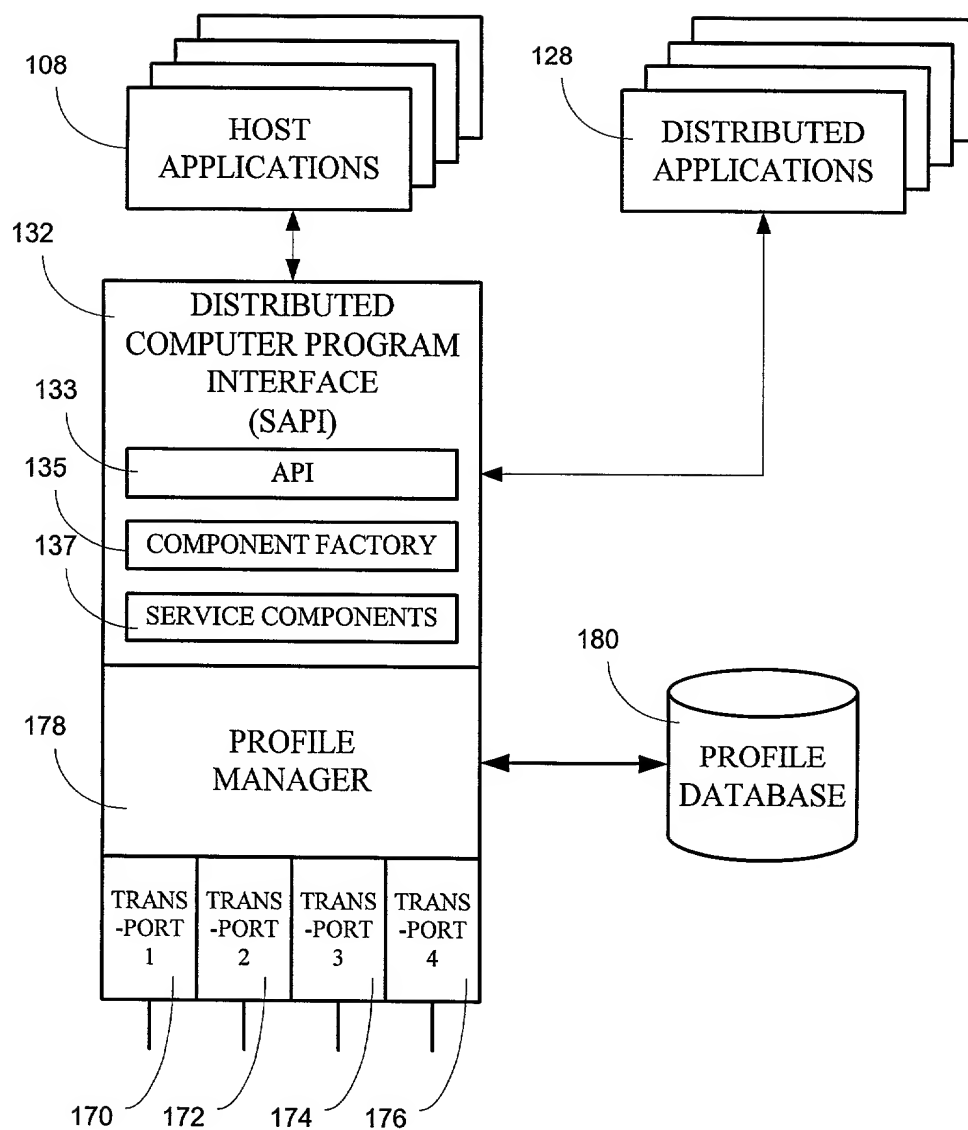 108
HOST
APPLICATIONS
128
DISTRIBUTED
APPLICATIONS
132
DISTRIBUTED
COMPUTER PROGRAM
INTERFACE
(SAPI)
133
API
135
COMPONENT FACTORY
137
SERVICE COMPONENTS
178
PROFILE
MANAGER
180
PROFILE
DATABASE
TRANS
-PORT
1
TRANS
-PORT
2
TRANS
-PORT
3
TRANS
-PORT
4
170
172
174
176